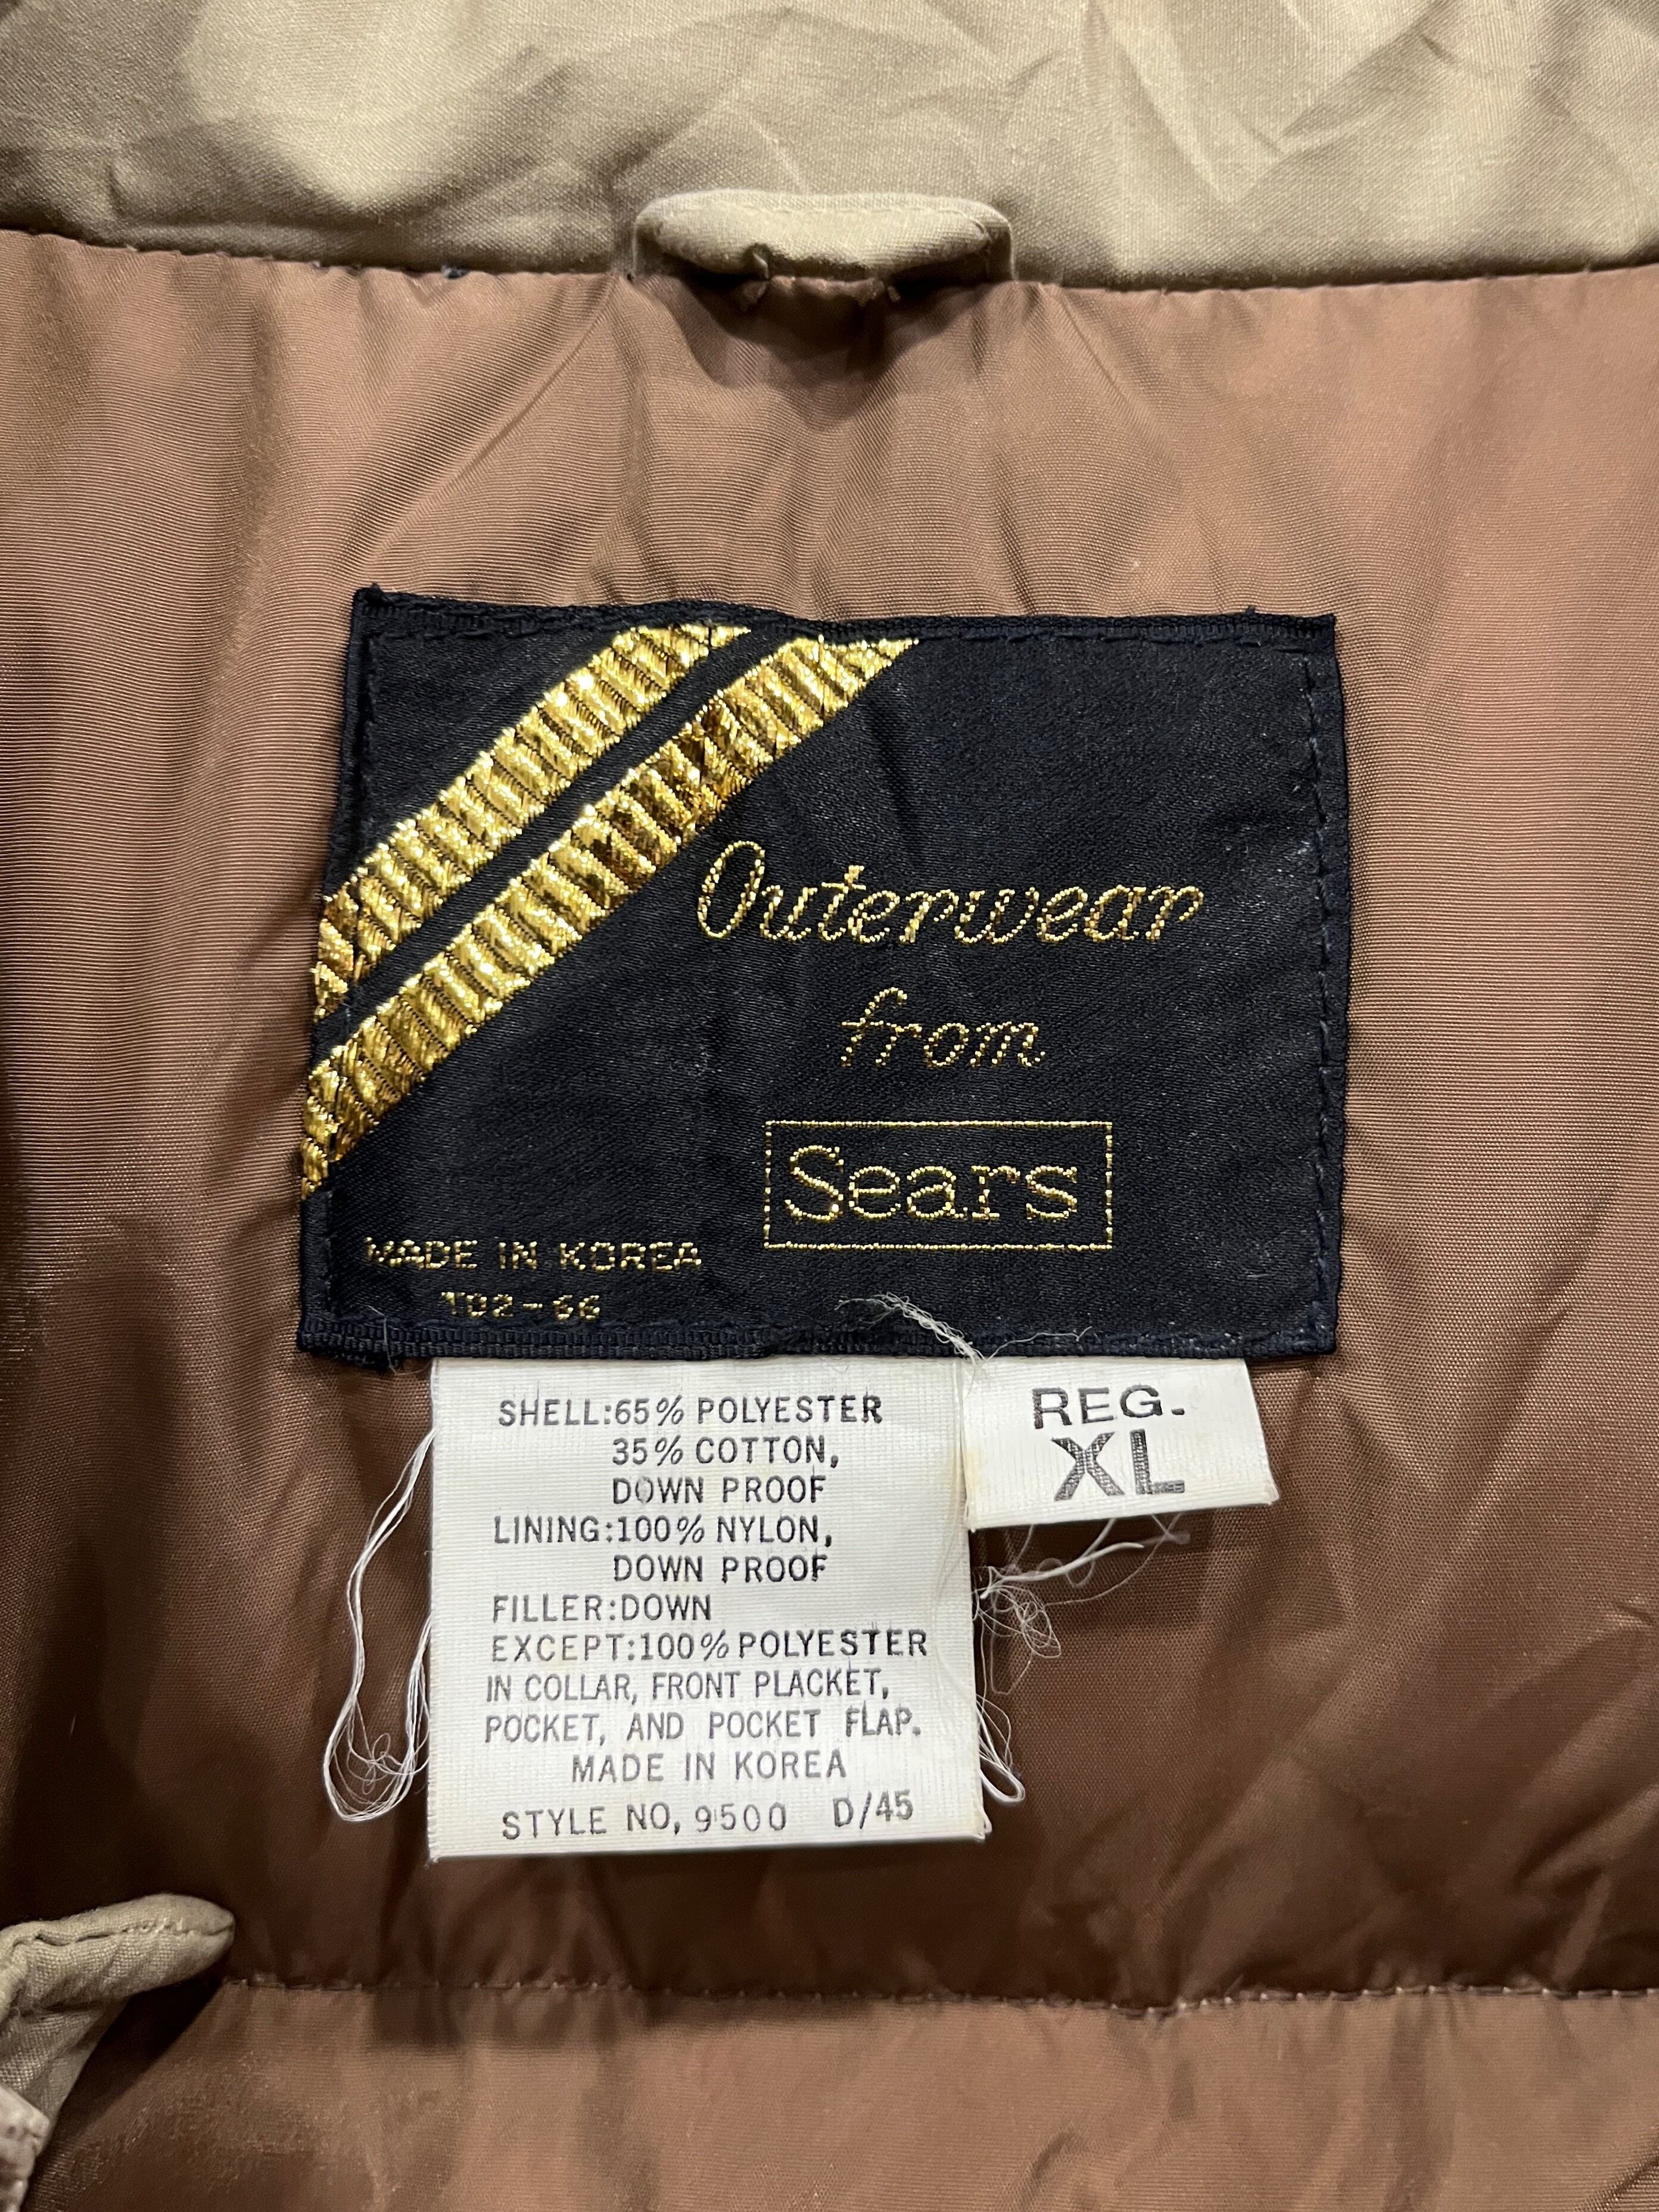 Outerwear
from
Sears
MADE IN KOREA
T02-66
REG.
XL
SHELL:65% POLYESTER
35% COTTON,
DOWN PROOF
LINING:100% NYLON,
DOWN PROOF
FILLER:DOWN
EXCEPT:100% POLYESTER
IN COLLAR, FRONT PLACKET,
POCKET, AND POCKET FLAP.
MADE IN KOREA
STYLE NO, 9500 D/45